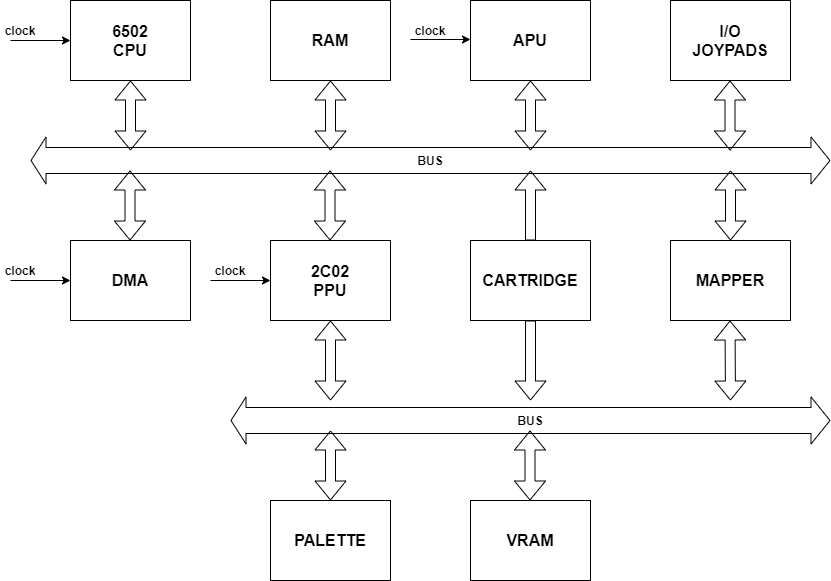 clock
6502
CPU
RAM
clock
APU
I/O
JOYPADS
BUS
clock
DMA
clock
2C02
PPU
CARTRIDGE
MAPPER
BUS
PALETTE
VRAM